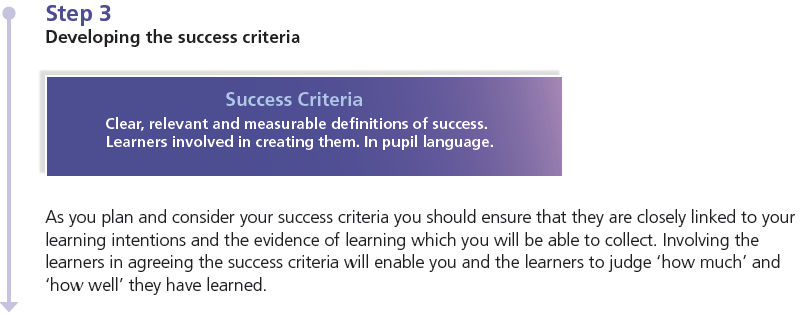 Step 3
Developing the success criteria
Success Criteria
Clear, relevant and measurable definitions of success.
Learners involved in creating them. In pupil language.
As you plan and consider your success criteria you should ensure that they are closely linked to your
learning intentions and the evidence of learning which you will be able to collect. Involving the
learners in agreeing the success criteria will enable you and the learners to judge ‘how much’ and
‘how well’ they have learned.